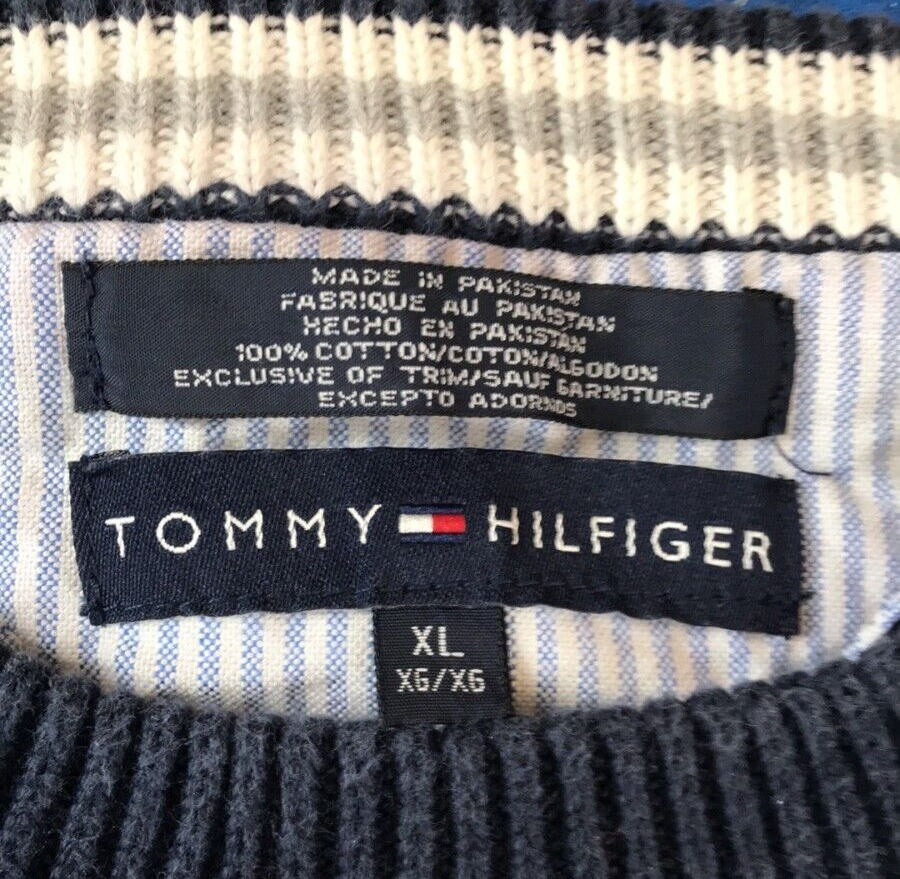 MADE IN PAKISTAN
FABRIQUE AU PAKISTAN
HECHO EN PAKISTAN
100% COTTON/COTON/ALGODON
EXCLUSIVE OF TRIM/SAUF GARNITURE/
EXCEPTO ADORNOS
TOMMY HILFIGER
XL
XG/XG